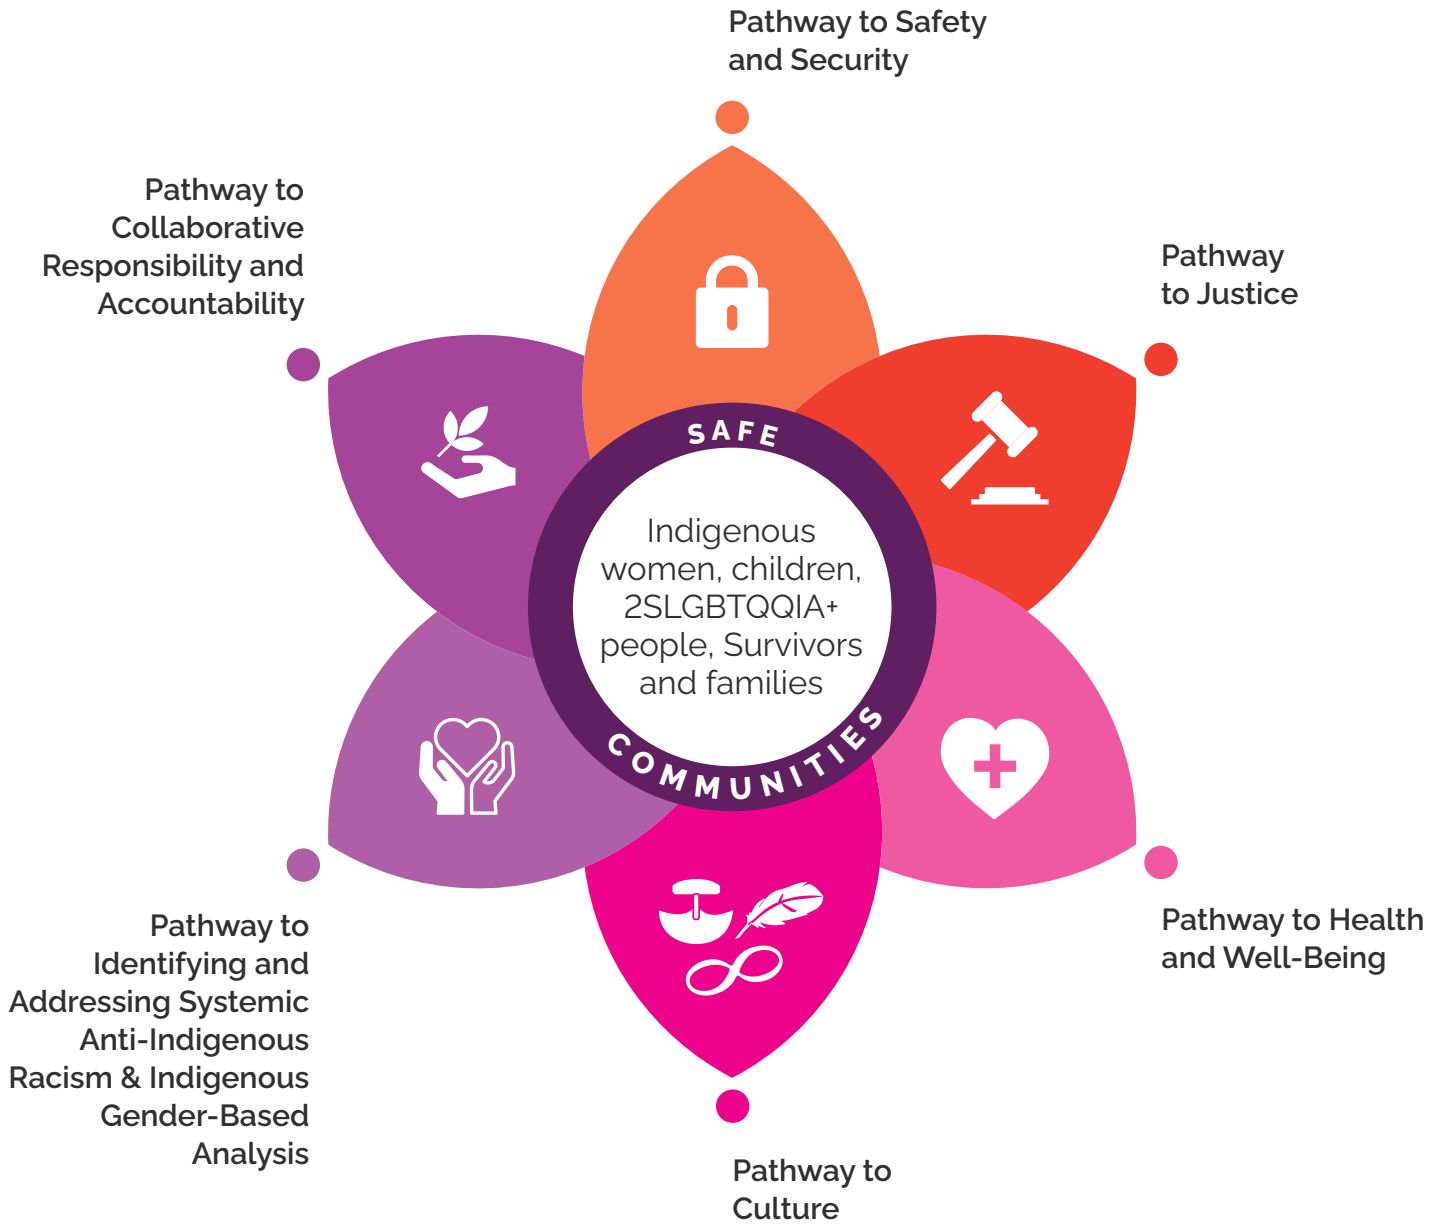 Pathway to Safety
and Security
Pathway to
Collaborative
Responsibility and
Accountability
Pathway
to Justice
SAFE
Indigenous
women, children,
2SLGBTQQIA+
people, Survivors
and families
COMMUNITIES
Pathway to Health
and Well-Being
Pathway to
Identifying and
Addressing Systemic
Anti-Indigenous
Racism & Indigenous
Gender-Based
Analysis
Pathway to
Culture